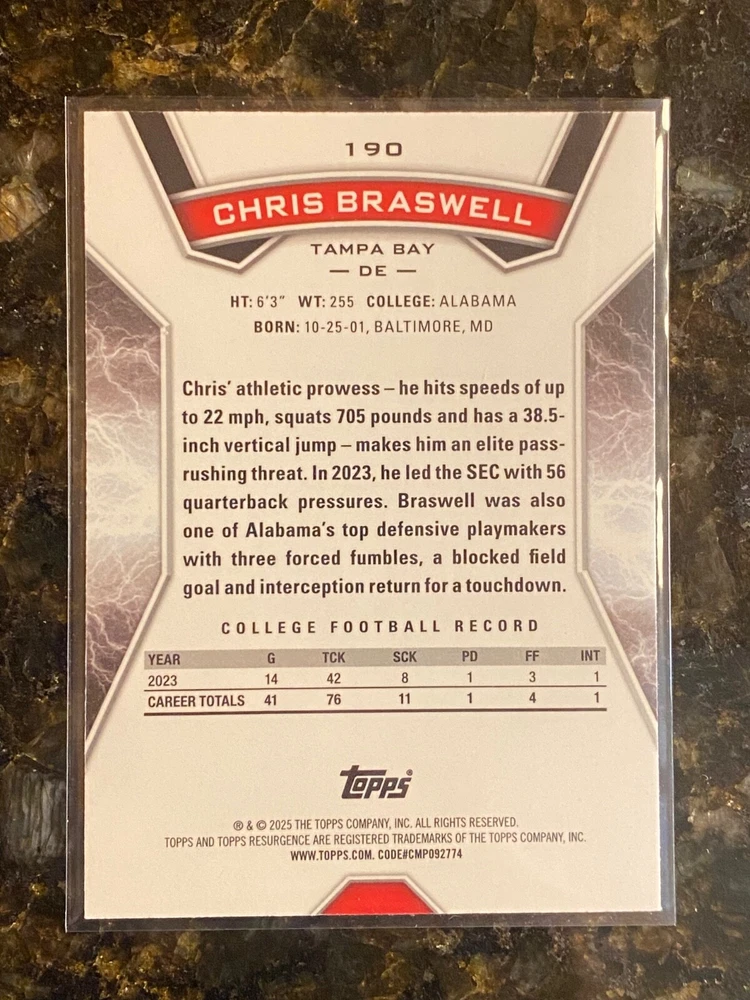 190
CHRIS BRASWELL
TAMPA BAY
— DE —
HT: 6'3" WT: 255 COLLEGE: ALABAMA
BORN: 10-25-01, BALTIMORE, MD
Chris' athletic prowess – he hits speeds of up
to 22 mph, squats 705 pounds and has a 38.5-
inch vertical jump – makes him an elite pass-
rushing threat. In 2023, he led the SEC with 56
quarterback pressures. Braswell was also
one of Alabama's top defensive playmakers
with three forced fumbles, a blocked field
goal and interception return for a touchdown.
COLLEGE FOOTBALL RECORD
YEAR G TCK SCK PD FF INT
2023 14 42 8 1 3 1
CAREER TOTALS 41 76 11 1 4 1
topps®
® & © 2025 THE TOPPS COMPANY, INC. ALL RIGHTS RESERVED.
TOPPS AND TOPPS RESURGENCE ARE REGISTERED TRADEMARKS OF THE TOPPS COMPANY, INC.
WWW.TOPPS.COM. CODE#CMP092774